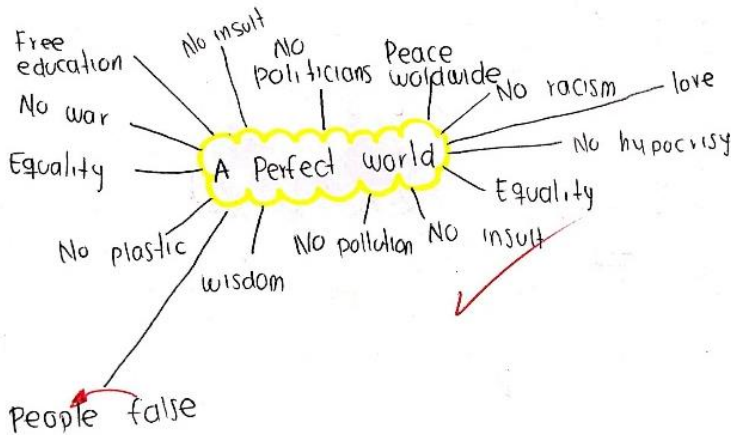 Free
education
No insult
No
politicians
Peace
woldwide
No racism
love
No war
No hypocrisy
Equality
A Perfect world
Equality
No plastic
wisdom
No pollution
No insult
People false